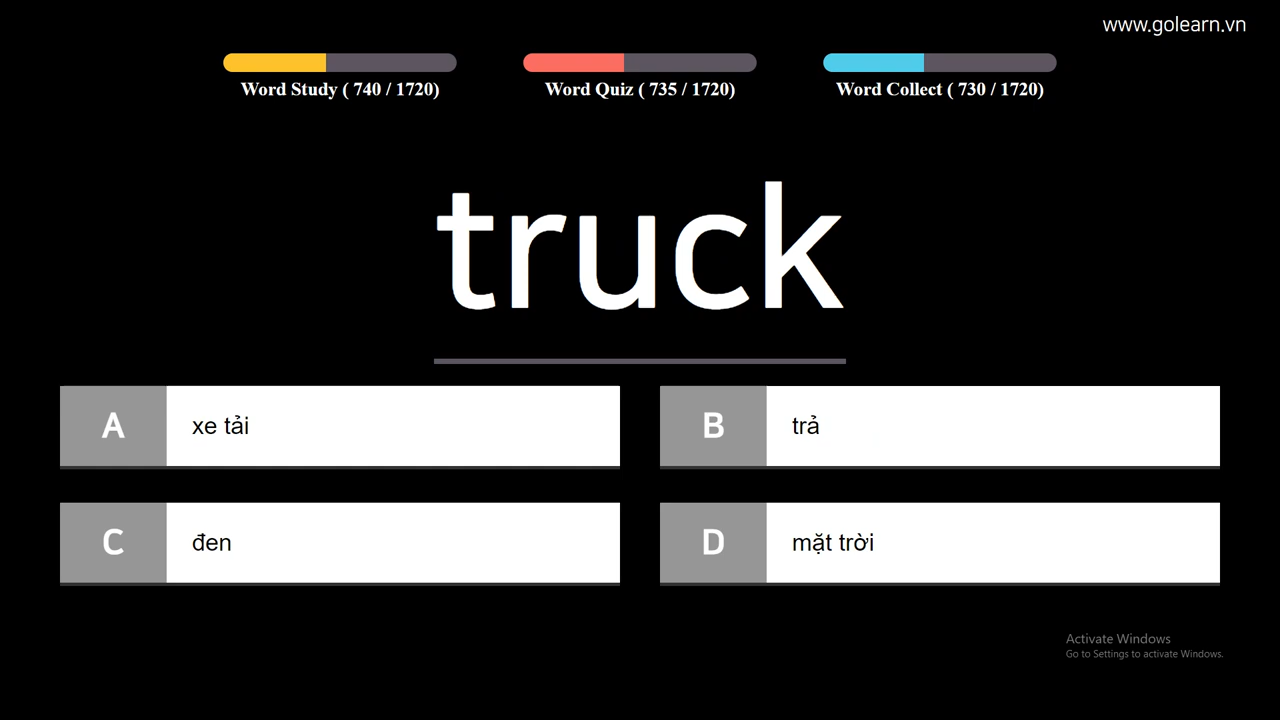 www.golearn.vn
Word Study ( 740 / 1720)
Word Quiz ( 735 / 1720)
Word Collect ( 730 / 1720)
truck
A xe tải
B trả
C đen
D mặt trời
Activate Windows
Go to Settings to activate Windows.